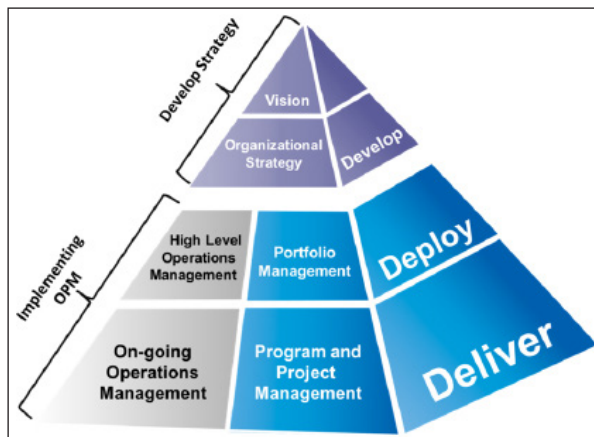 Develop Strategy
Vision
Organizational
Strategy
Develop
Implementing
OPM
High Level
Operations
Management
Portfolio
Management
Deploy
On-going
Operations
Management
Program and
Project
Management
Deliver